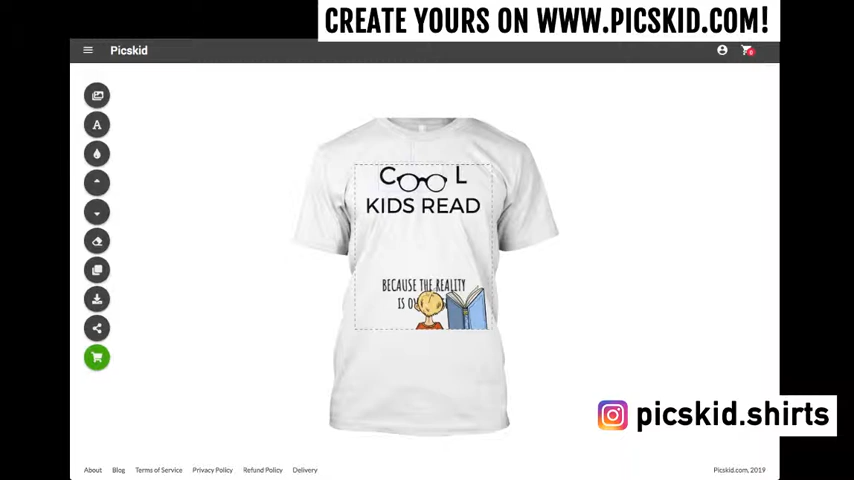 CREATE YOURS ON WWW.PICSKID.COM!
Picskid
0
A
C L
KIDS READ
BECAUSE THE REALITY
IS
picskid.shirts
About Blog Terms of Service Privacy Policy Refund Policy Delivery Picskid.com, 2019